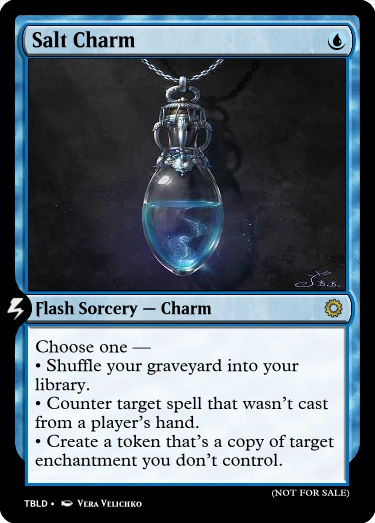 Salt Charm
Flash Sorcery — Charm
Choose one —
• Shuffle your graveyard into your
library.
• Counter target spell that wasn't cast
from a player's hand.
• Create a token that's a copy of target
enchantment you don't control.
(NOT FOR SALE)
TBLD • VERA VELICHKO